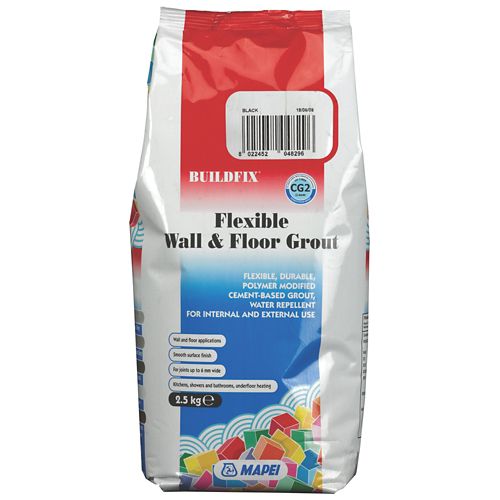 BLACK 18/08/08
8 022452 048296
BUILDFIX
CG2
Flexible
Wall & Floor Grout
FLEXIBLE, DURABLE,
POLYMER MODIFIED
CEMENT-BASED GROUT,
WATER REPELLENT
FOR INTERNAL AND EXTERNAL USE
Wall and floor applications
Smooth surface finish
For joints up to 6 mm wide
Kitchens, showers and bathrooms, underfloor heating
2.5 kg e
MAPEI